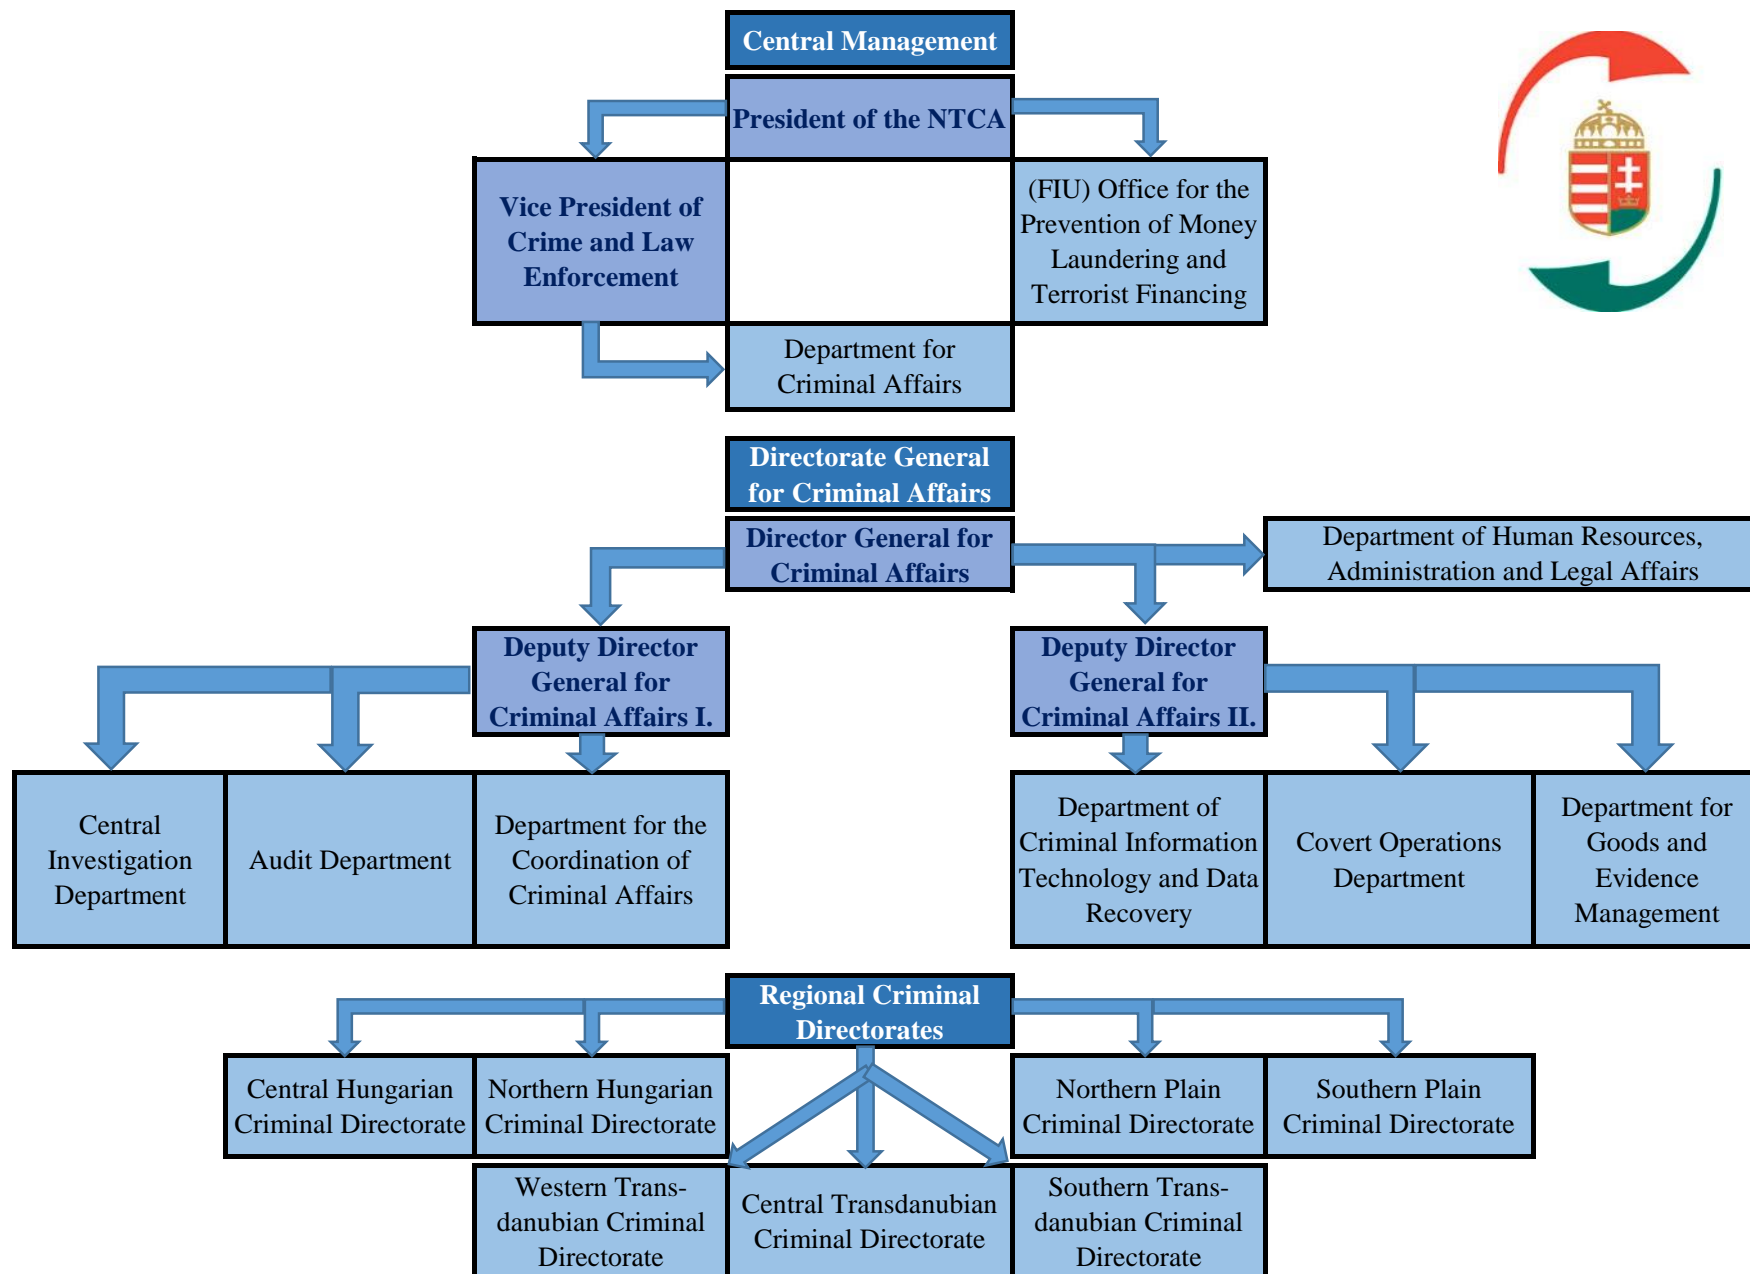 Central Management
President of the NTCA
Vice President of
Crime and Law
Enforcement
(FIU) Office for the
Prevention of Money
Laundering and
Terrorist Financing
Department for
Criminal Affairs
Directorate General
for Criminal Affairs
Director General for
Criminal Affairs
Department of Human Resources,
Administration and Legal Affairs
Deputy Director
General for
Criminal Affairs I.
Deputy Director
General for
Criminal Affairs II.
Central
Investigation
Department
Audit Department
Department for the
Coordination of
Criminal Affairs
Department of
Criminal Information
Technology and Data
Recovery
Covert Operations
Department
Department for
Goods and
Evidence
Management
Regional Criminal
Directorates
Central Hungarian
Criminal Directorate
Northern Hungarian
Criminal Directorate
Northern Plain
Criminal Directorate
Southern Plain
Criminal Directorate
Western Trans-
danubian Criminal
Directorate
Central Transdanubian
Criminal Directorate
Southern Trans-
danubian Criminal
Directorate